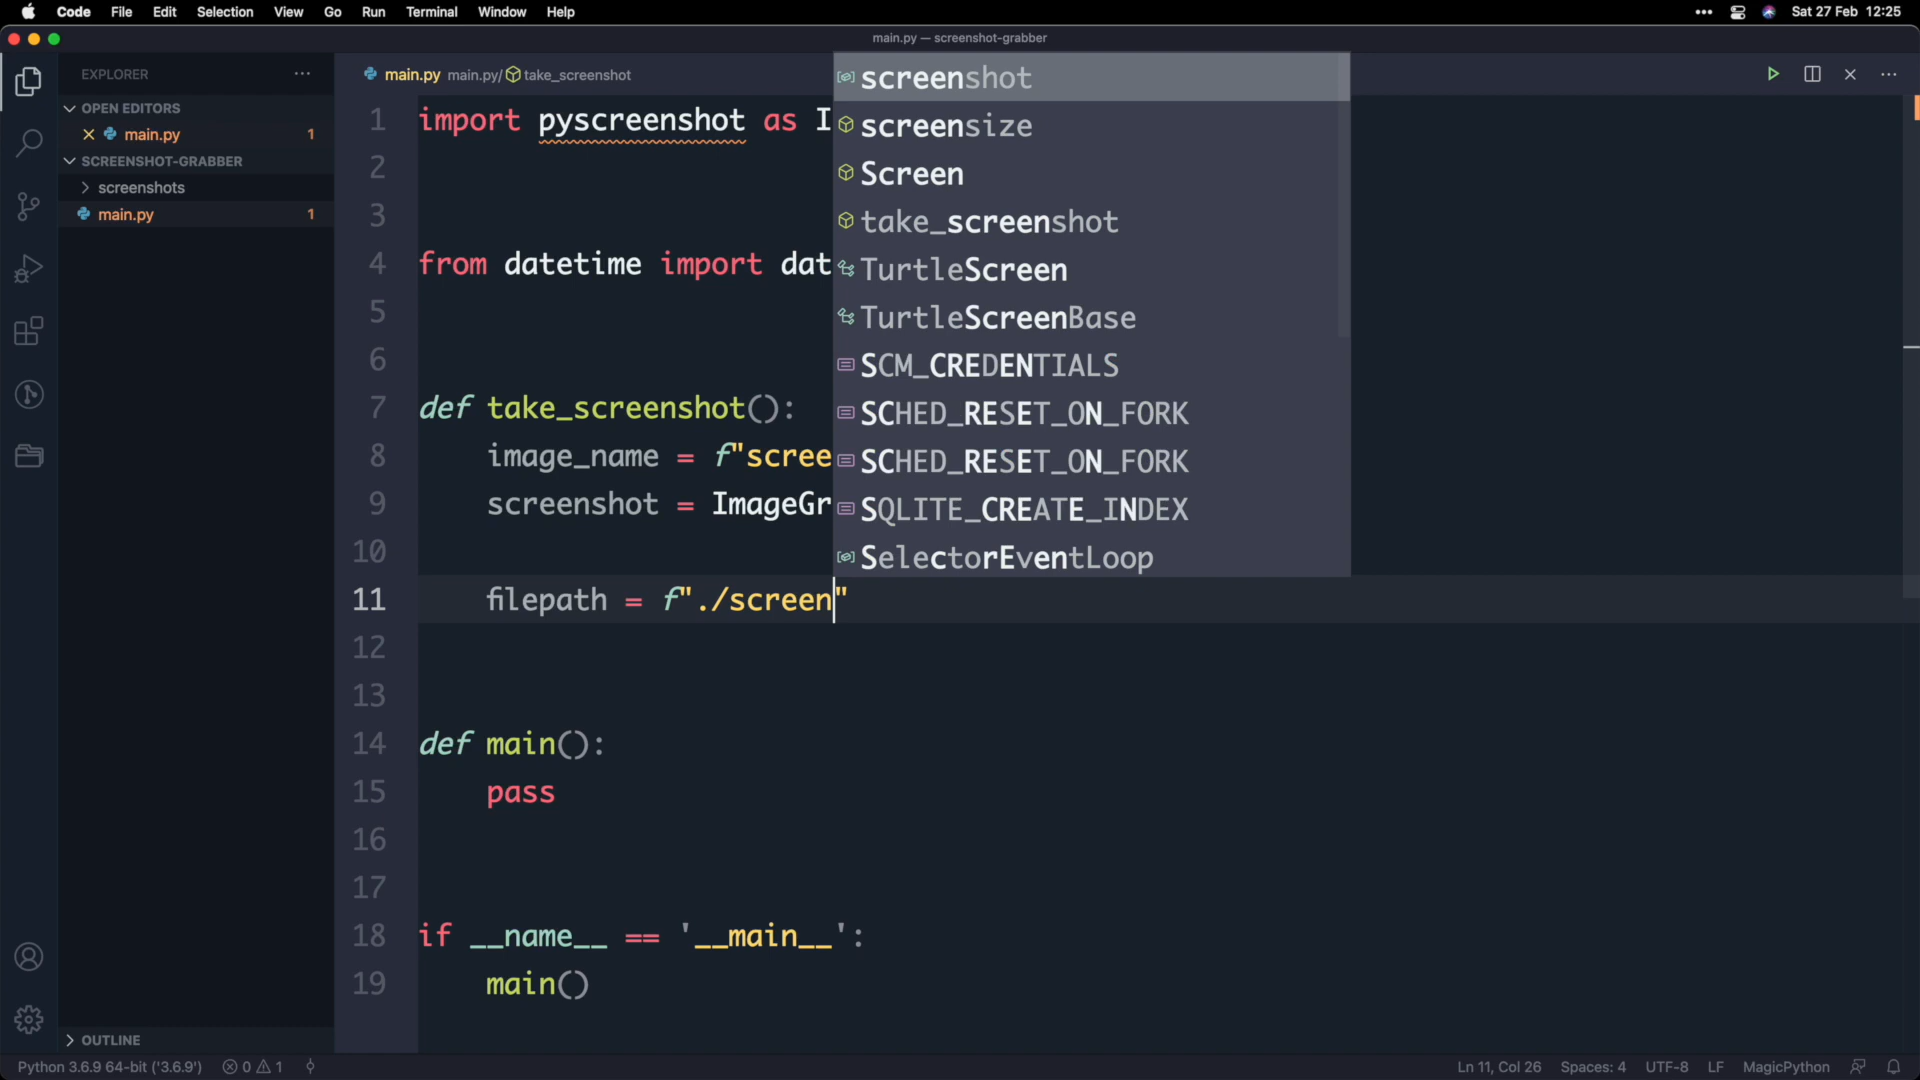 Code File Edit Selection View Go Run Terminal Window Help ••• Sat 27 Feb 12:25
main.py — screenshot-grabber
EXPLORER ···
main.py main.py/ take_screenshot
OPEN EDITORS
main.py 1
SCREENSHOT-GRABBER
screenshots
main.py 1
OUTLINE
1 import pyscreenshot as I
2
3
4 from datetime import dat
5
6
7 def take_screenshot():
8 image_name = f"scree
9 screenshot = ImageGr
10
11 filepath = f"./screen"
12
13
14 def main():
15 pass
16
17
18 if __name__ == '__main__':
19 main()
screenshot
screensize
Screen
take_screenshot
TurtleScreen
TurtleScreenBase
SCM_CREDENTIALS
SCHED_RESET_ON_FORK
SCHED_RESET_ON_FORK
SQLITE_CREATE_INDEX
SelectorEventLoop
Python 3.6.9 64-bit ('3.6.9') 0 1 Ln 11, Col 26 Spaces: 4 UTF-8 LF MagicPython